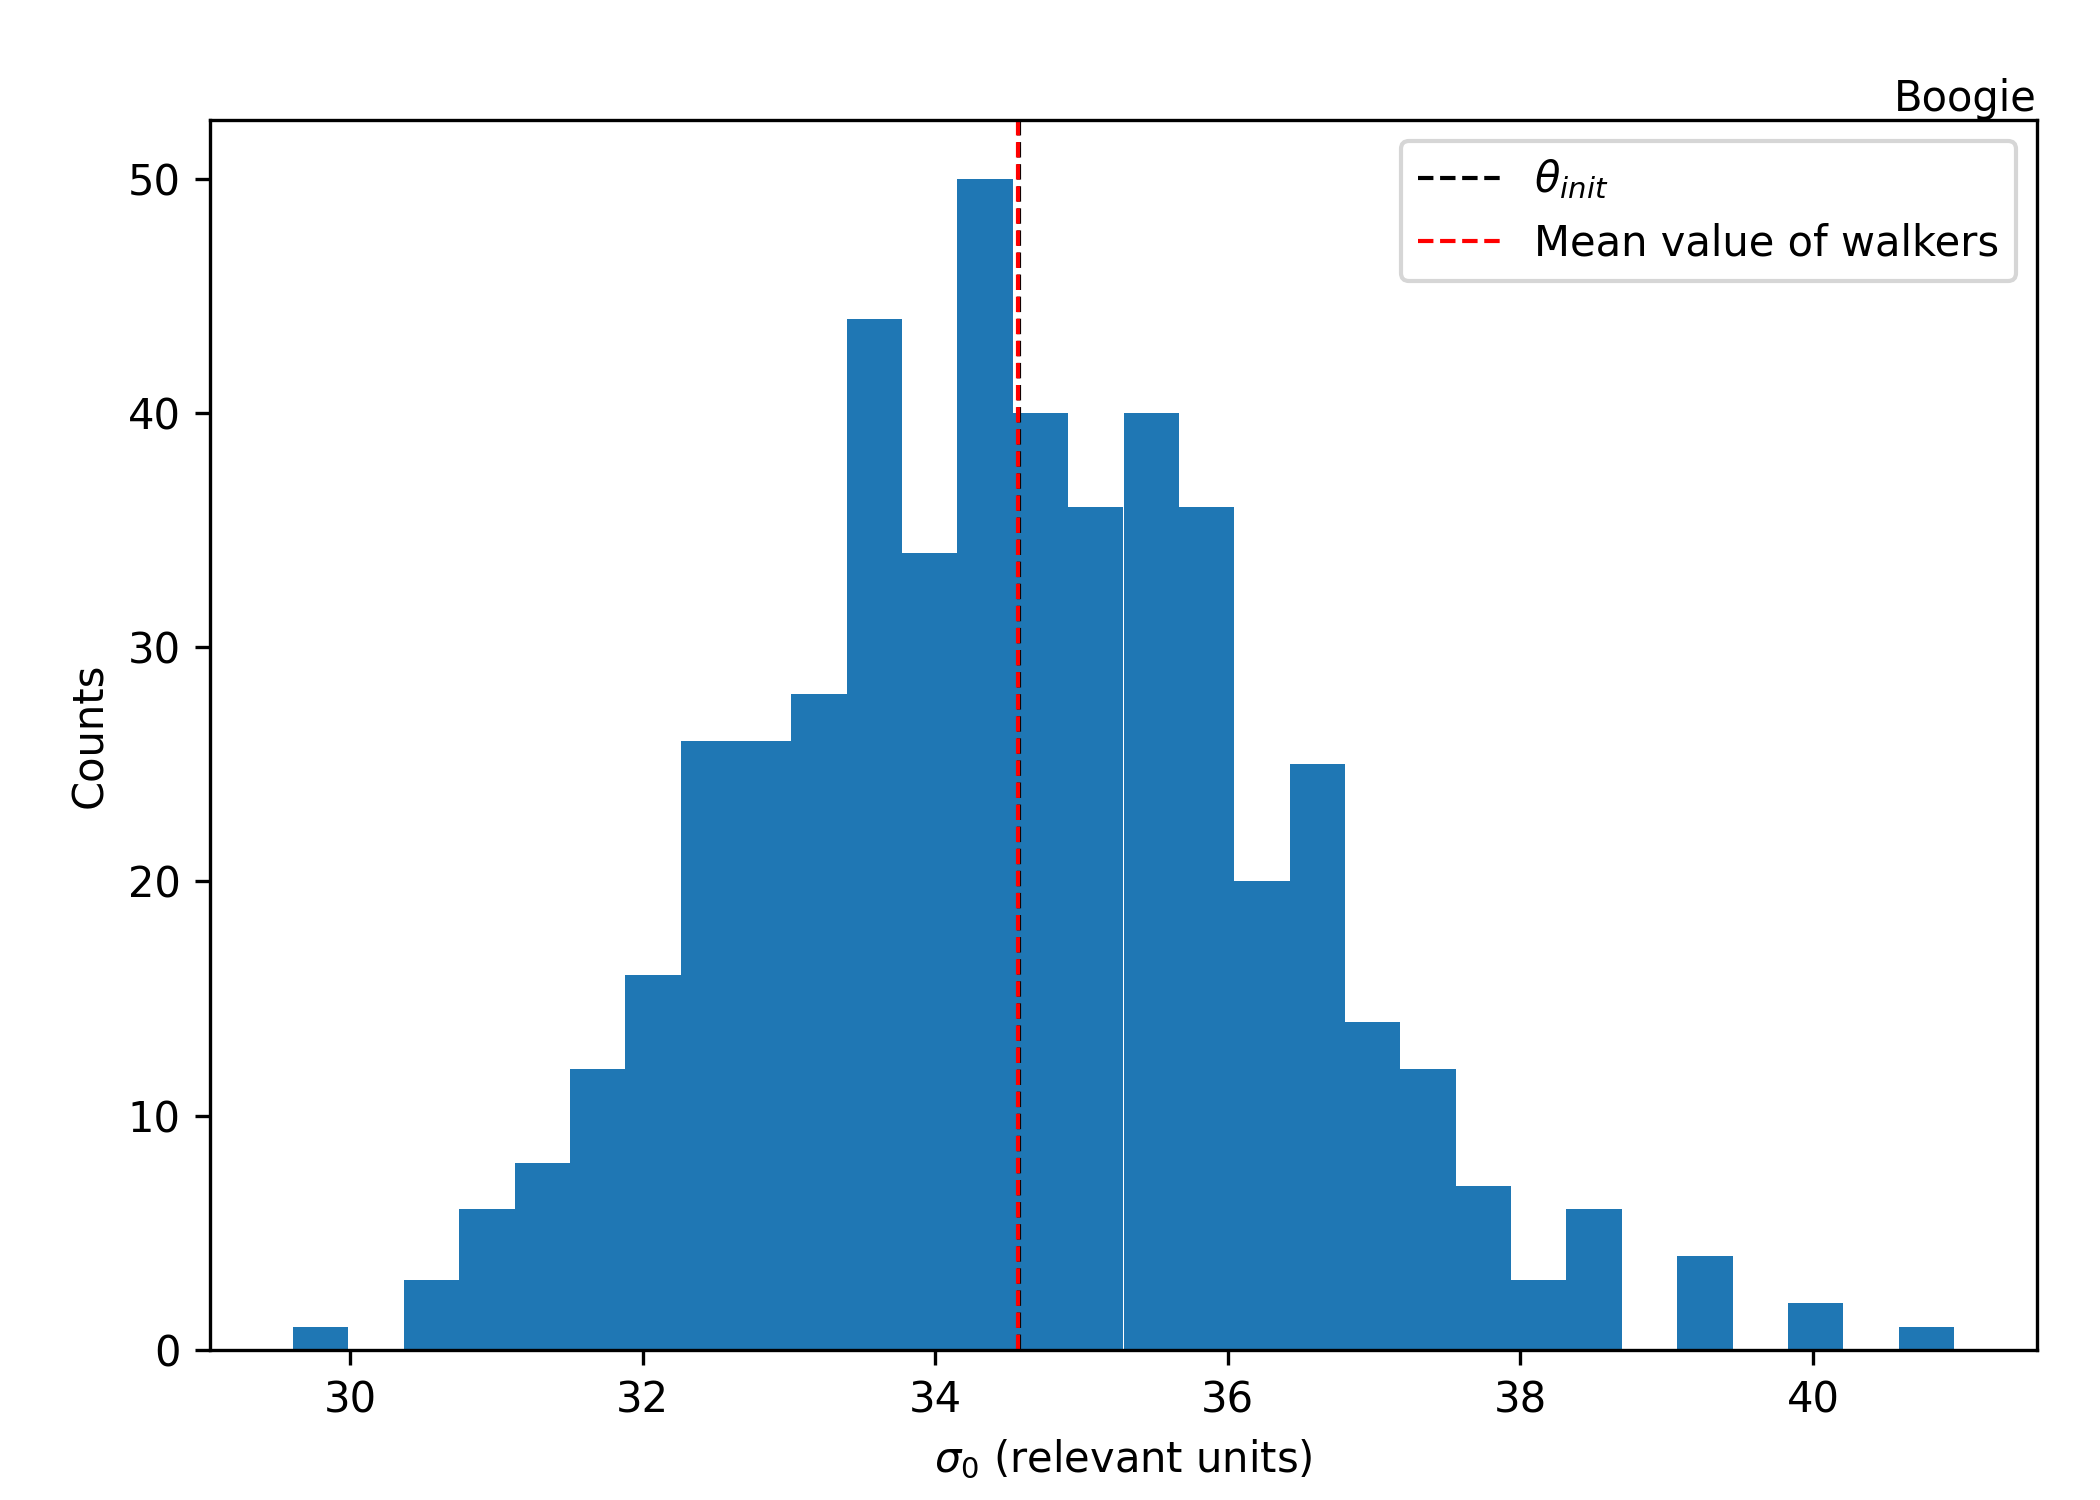 Boogie
θinit
Mean value of walkers
50
40
30
20
10
0
Counts
30 32 34 36 38 40
σ0 (relevant units)